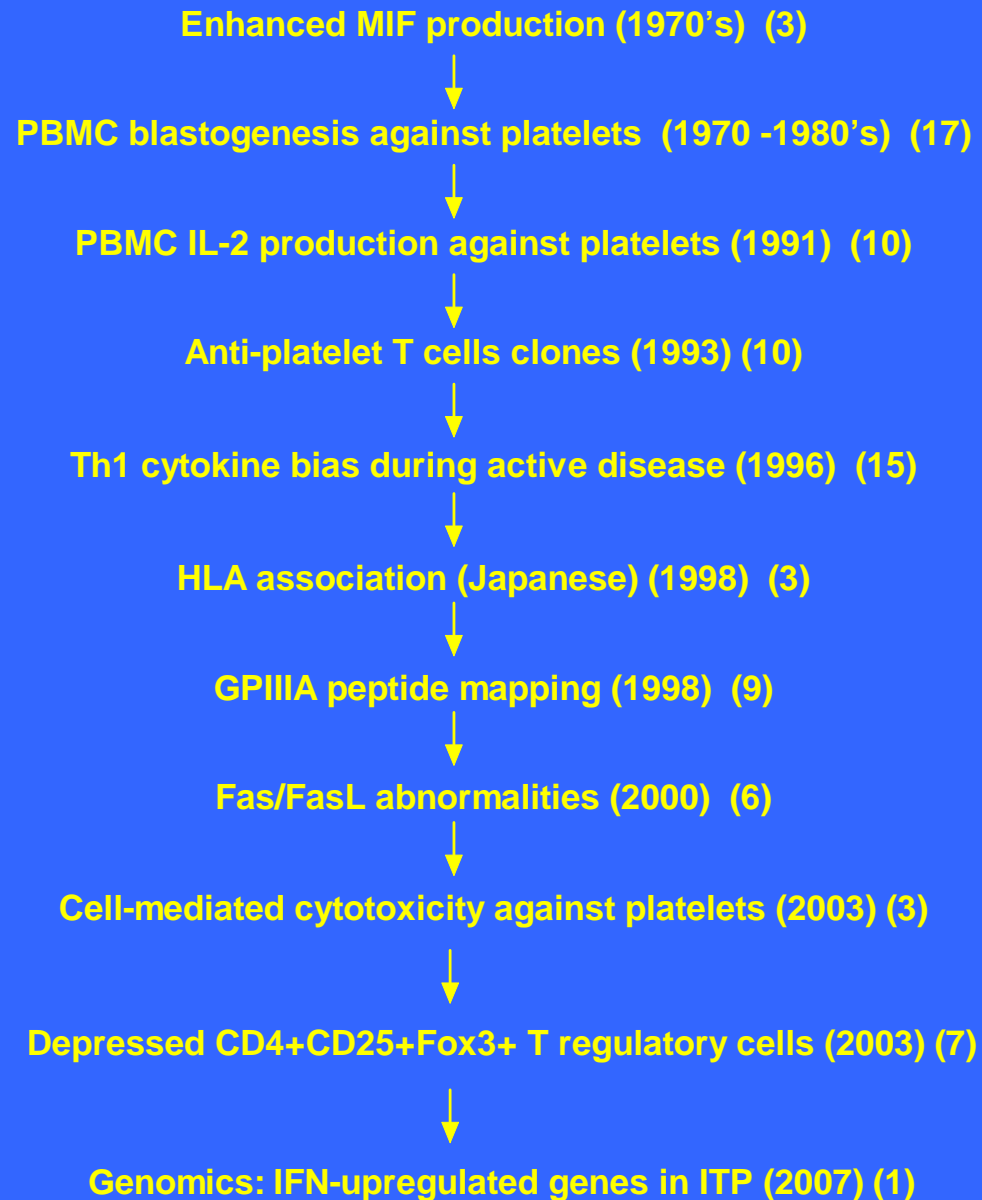 Enhanced MIF production (1970's) (3)
PBMC blastogenesis against platelets (1970 -1980's) (17)
PBMC IL-2 production against platelets (1991) (10)
Anti-platelet T cells clones (1993) (10)
Th1 cytokine bias during active disease (1996) (15)
HLA association (Japanese) (1998) (3)
GPIIIA peptide mapping (1998) (9)
Fas/FasL abnormalities (2000) (6)
Cell-mediated cytotoxicity against platelets (2003) (3)
Depressed CD4+CD25+Fox3+ T regulatory cells (2003) (7)
Genomics: IFN-upregulated genes in ITP (2007) (1)